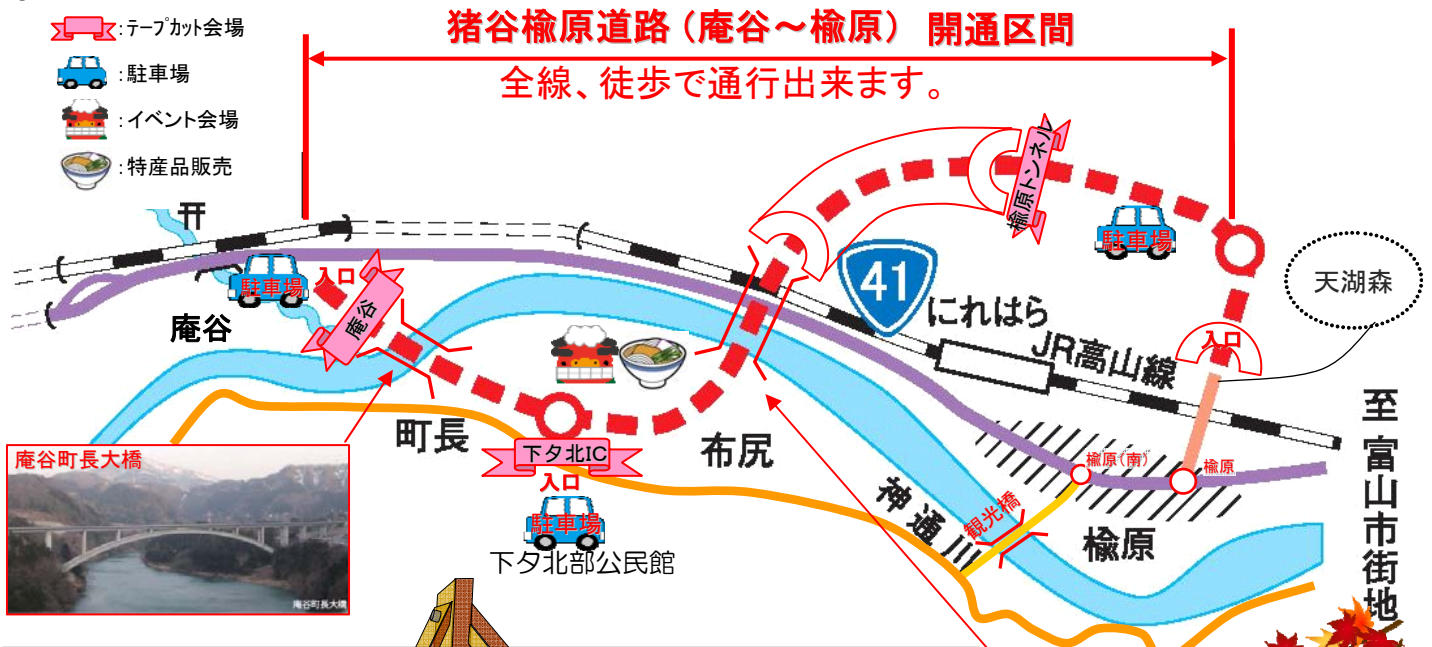 :テープカット会場
:駐車場
:イベント会場
:特産品販売
猪谷楡原道路(庵谷~楡原) 開通区間
全線、徒歩で通行出来ます。
楡原トンネル
駐車場
天湖森
駐車場
入口
庵谷
庵谷
41
にれはら
JR高山線
入口
至富山市街地
町長
布尻
下タ北IC
入口
駐車場
下タ北部公民館
神通川
観光橋
楡原(南)
楡原
楡原
庵谷町長大橋
庵谷町長大橋